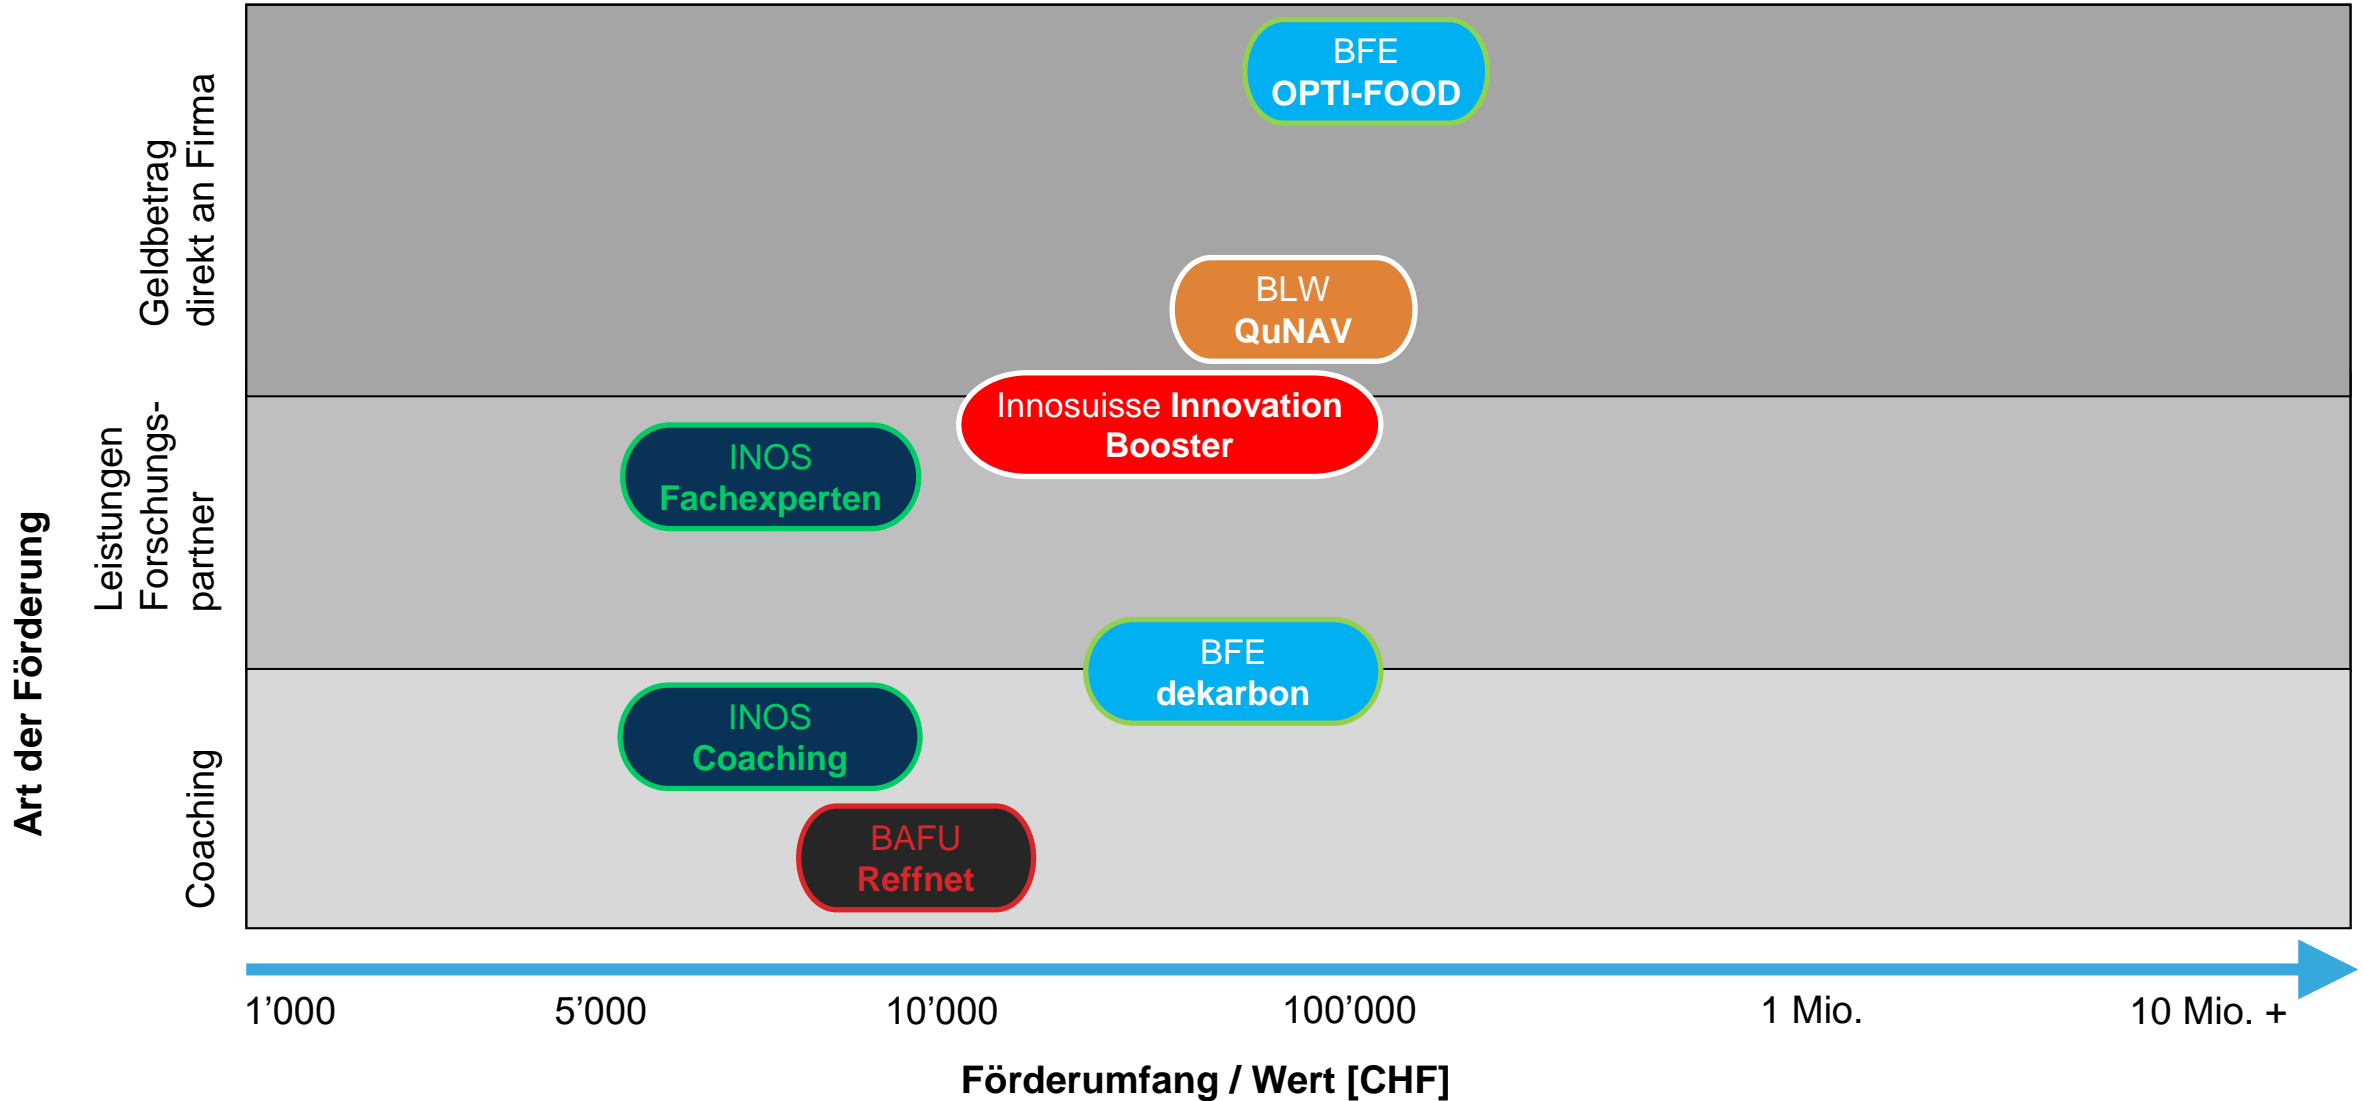 Art der Förderung
Geldbetrag
direkt an Firma
Leistungen
Forschungs-
partner
Coaching
BFE
OPTI-FOOD
BLW
QuNAV
Innosuisse Innovation
Booster
INOS
Fachexperten
BFE
dekarbon
INOS
Coaching
BAFU
Reffnet
1’000 5’000 10’000 100’000 1 Mio. 10 Mio. +
Förderumfang / Wert [CHF]